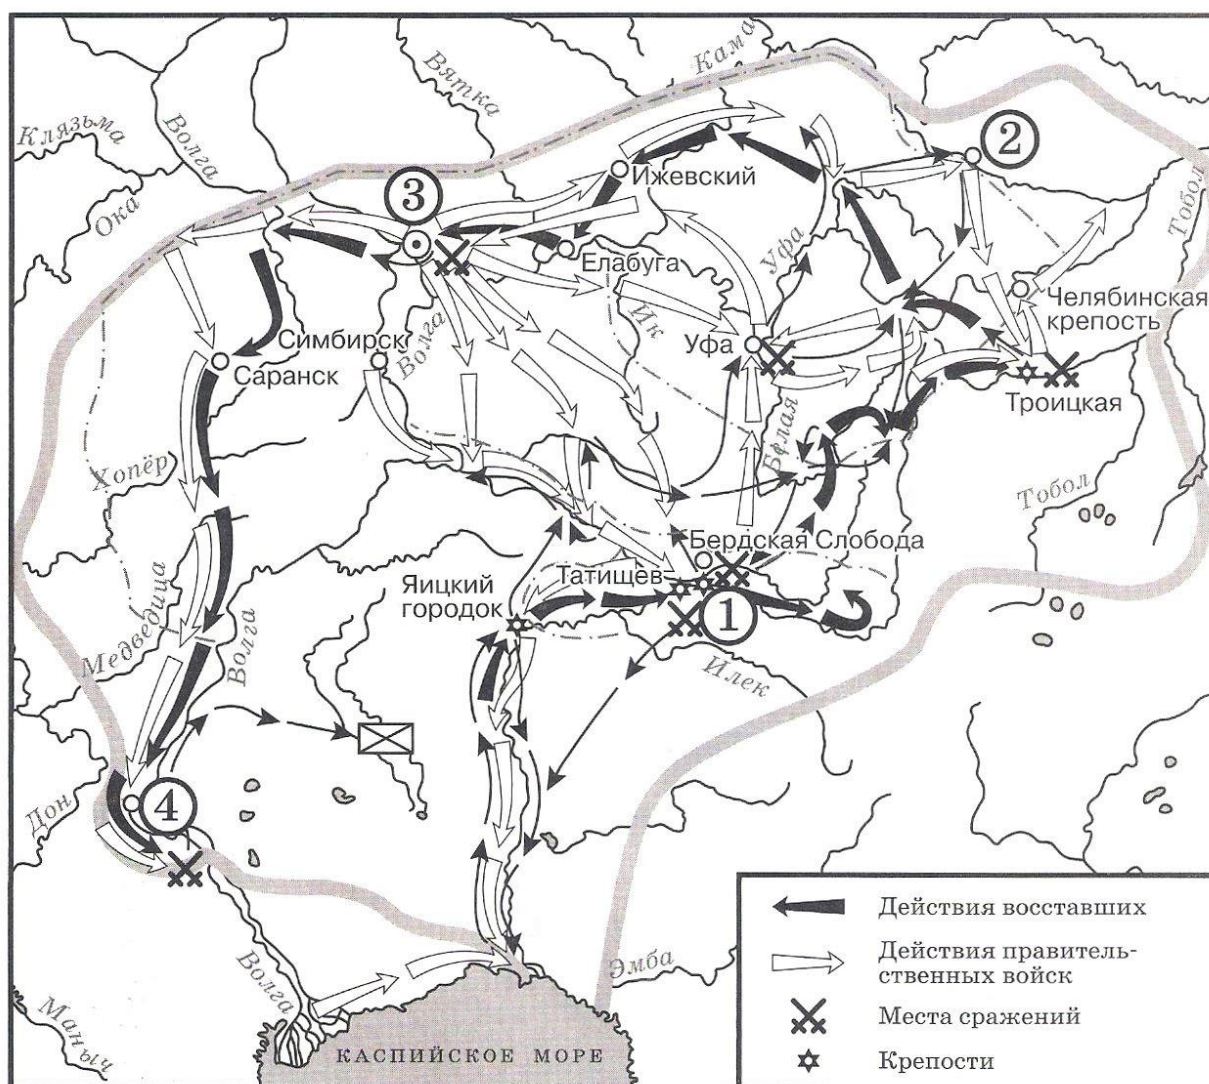 Кама
Вятка
Клязьма
Волга
2
Тобол
Ижевский
3
Ока
Уфа
Елабуга
Ик
Челябинская
крепость
Симбирск
Волга
Уфа
Саранск
Троицкая
Белая
Хопёр
Тобол
Бердская Слобода
Татищев
Яицкий
городок
1
Медведица
Волга
Илек
Дон
4
Действия восставших
Действия правитель-
ственных войск
Эмба
Волга
Места сражений
Маныч
КАСПИЙСКОЕ МОРЕ
Крепости